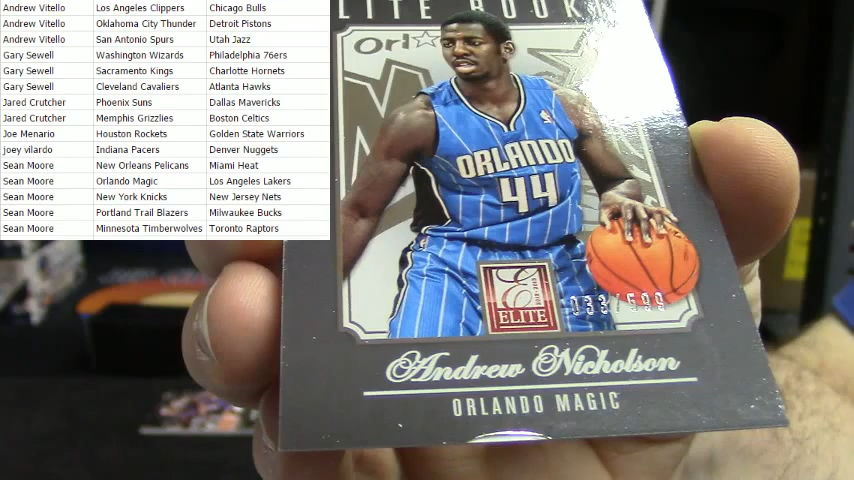 Andrew Vitello Los Angeles Clippers Chicago Bulls
Andrew Vitello Oklahoma City Thunder Detroit Pistons
Andrew Vitello San Antonio Spurs Utah Jazz
Gary Sewell Washington Wizards Philadelphia 76ers
Gary Sewell Sacramento Kings Charlotte Hornets
Gary Sewell Cleveland Cavaliers Atlanta Hawks
Jared Crutcher Phoenix Suns Dallas Mavericks
Jared Crutcher Memphis Grizzlies Boston Celtics
Joe Menario Houston Rockets Golden State Warriors
joey vilardo Indiana Pacers Denver Nuggets
Sean Moore New Orleans Pelicans Miami Heat
Sean Moore Orlando Magic Los Angeles Lakers
Sean Moore New York Knicks New Jersey Nets
Sean Moore Portland Trail Blazers Milwaukee Bucks
Sean Moore Minnesota Timberwolves Toronto Raptors
Orl
ORLANDO
44
E
2012-2013
ELITE
033/599
Andrew Nicholson
ORLANDO MAGIC